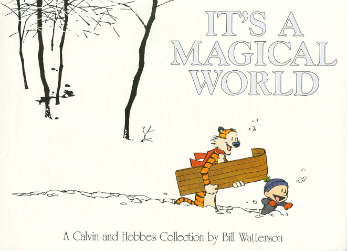 IT'S A
MAGICAL
WORLD
A Calvin and Hobbes Collection by Bill Watterson